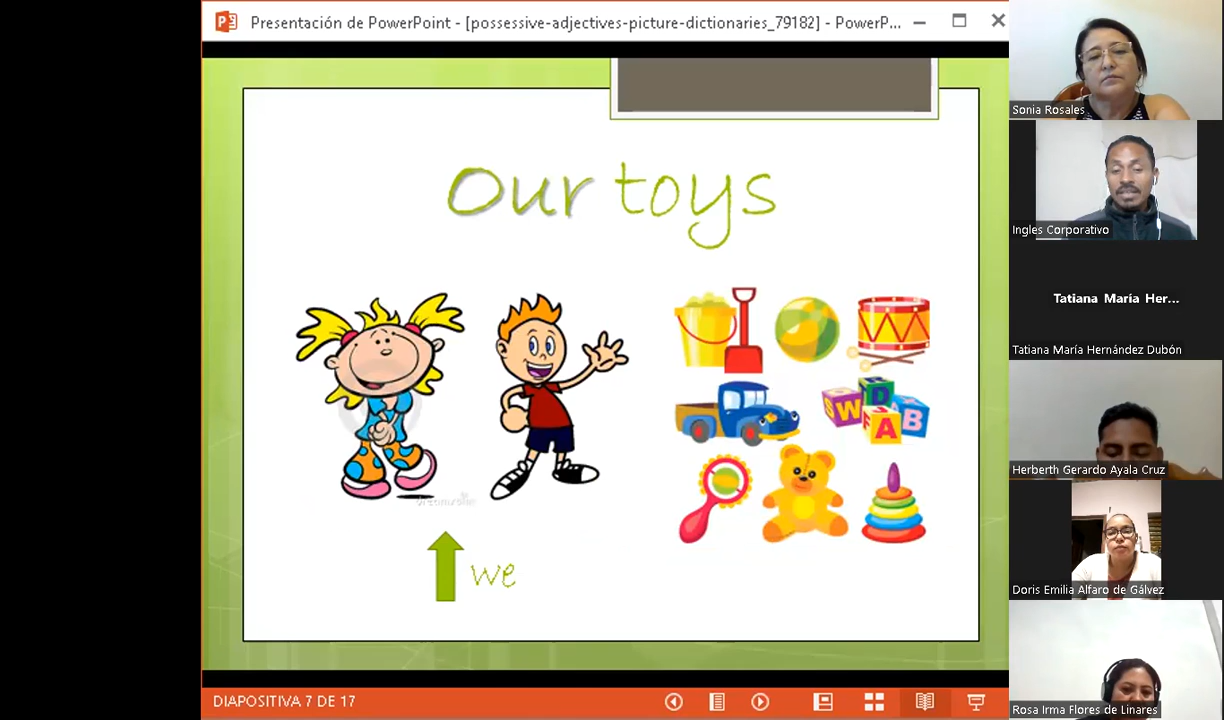 Presentación de PowerPoint - [possessive-adjectives-picture-dictionaries_79182] - PowerP...
Our toys
S W D A B
we
DIAPOSITIVA 7 DE 17
Sonia Rosales
Ingles Corporativo
Tatiana María Her...
Tatiana María Hernández Dubón
Herberth Gerardo Ayala Cruz
Doris Emilia Alfaro de Gálvez
Rosa Irma Flores de Linares